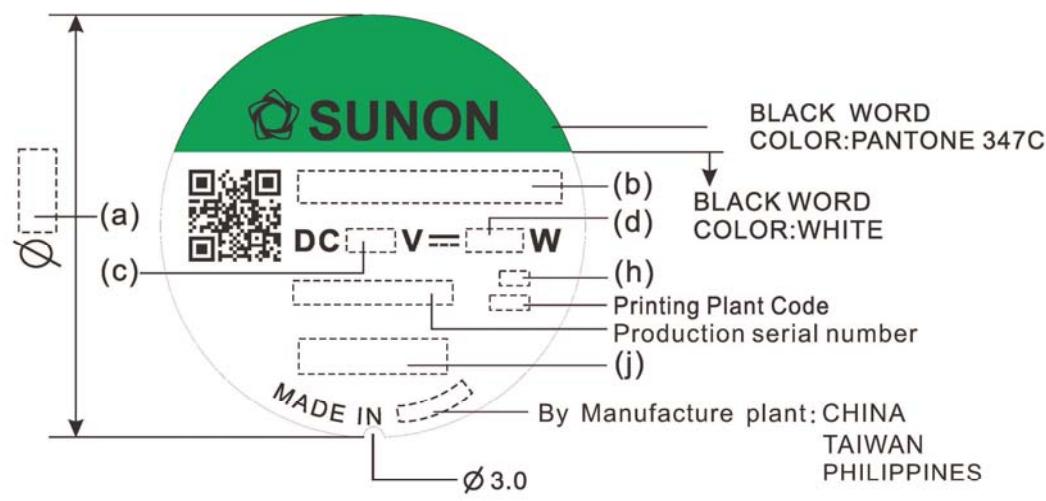 SUNON
BLACK WORD
COLOR:PANTONE 347C
(b)
BLACK WORD
COLOR:WHITE
(a)
Ø
DC V W
(d)
(c)
(h)
Printing Plant Code
Production serial number
(j)
MADE IN
By Manufacture plant: CHINA
TAIWAN
PHILIPPINES
Ø 3.0